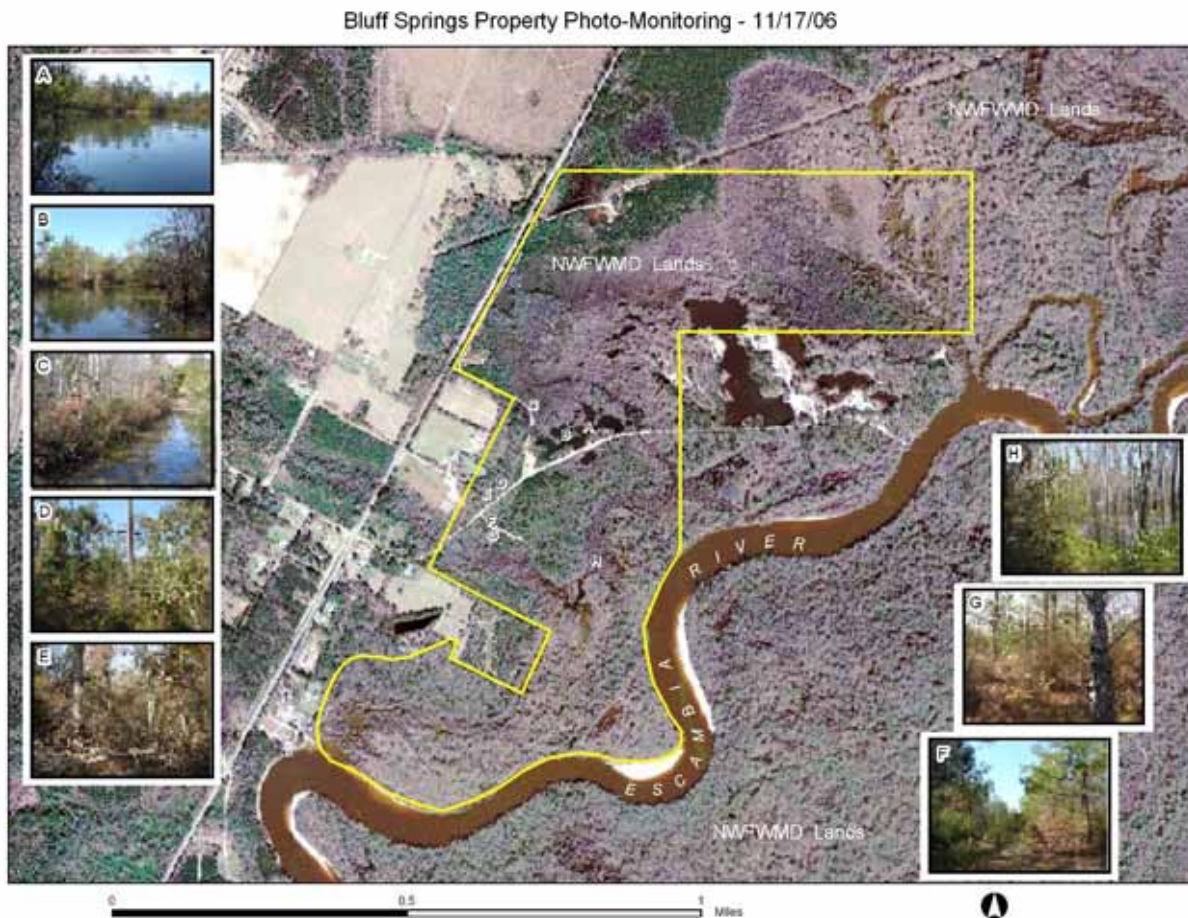 Bluff Springs Property Photo-Monitoring - 11/17/06
A
B
C
D
E
NWFWMD Lands
NWFWMD Lands
H
G
F
ESCAMBIA RIVER
NWFWMD Lands
0
0.5
1
Miles